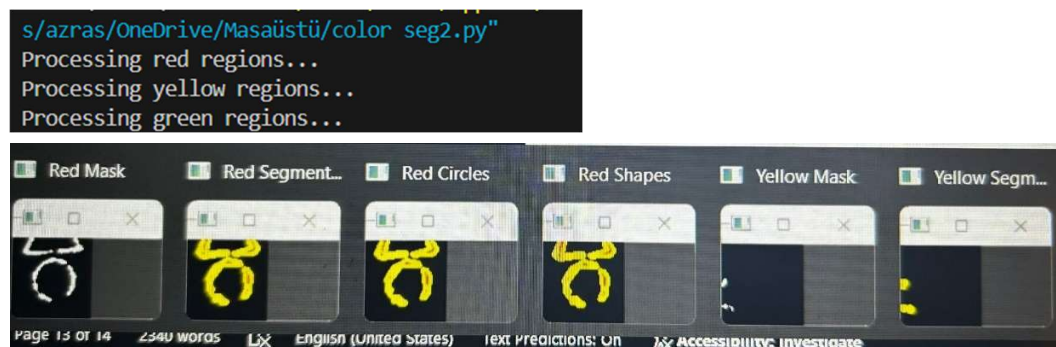 s/azras/OneDrive/Masaüstü/color seg2.py"
Processing red regions...
Processing yellow regions...
Processing green regions...
Red Mask
Red Segment...
Red Circles
Red Shapes
Yellow Mask
Yellow Segm...
Page 13 of 14 2340 words English (United States) Text Predictions: On Accessibility: Investigate